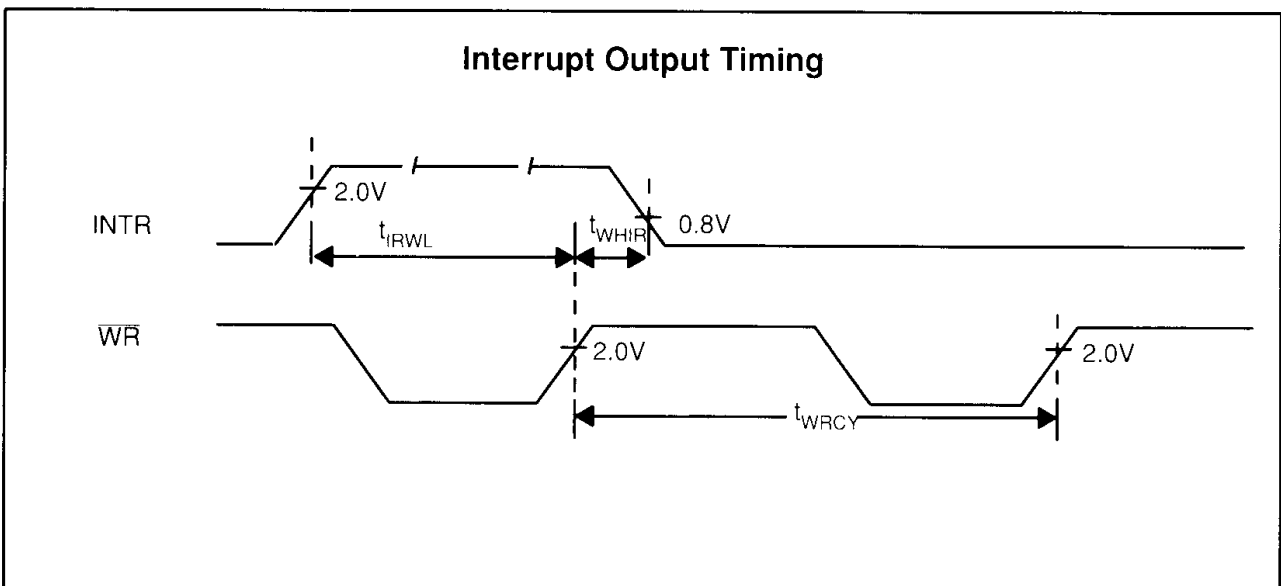 Interrupt Output Timing
2.0V
INTR
tIRWL
tWHIR
0.8V
WR
2.0V
2.0V
tWRCY